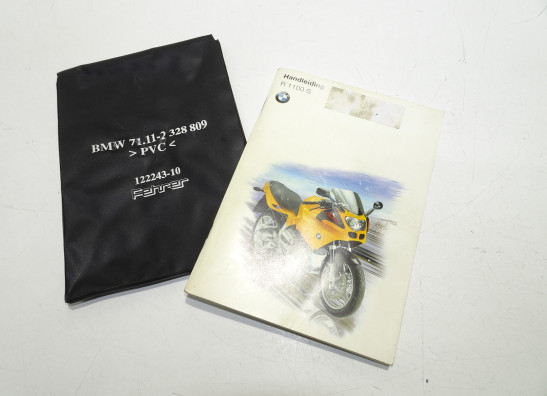 BMW 71.11-2 328 809
> PVC <
122243-10
Fehrer
Handleiding
R 1100 S